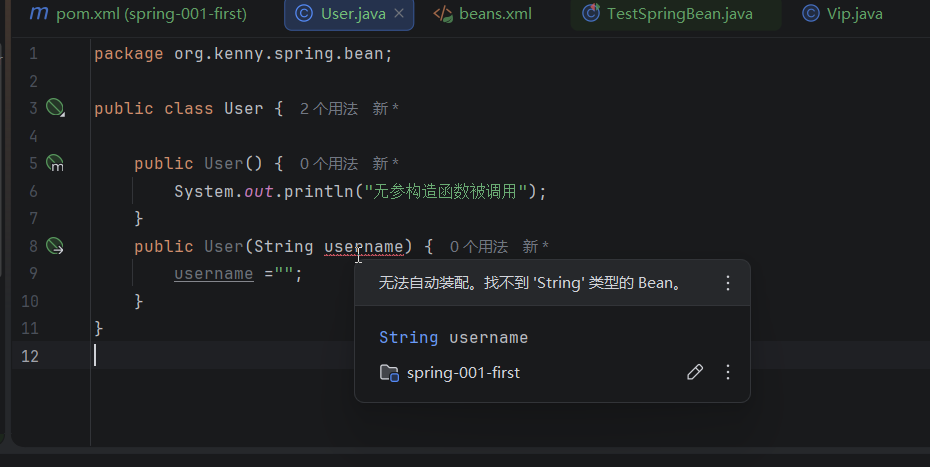 pom.xml (spring-001-first) User.java beans.xml TestSpringBean.java Vip.java
1 package org.kenny.spring.bean;
2
3 public class User { 2 个用法 新 *
4
5 public User() { 0 个用法 新 *
6 System.out.println("无参构造函数被调用");
7 }
8 public User(String username) { 0 个用法 新 *
9 username ="";
10 }
11 }
12
无法自动装配。找不到 'String' 类型的 Bean。
String username
spring-001-first